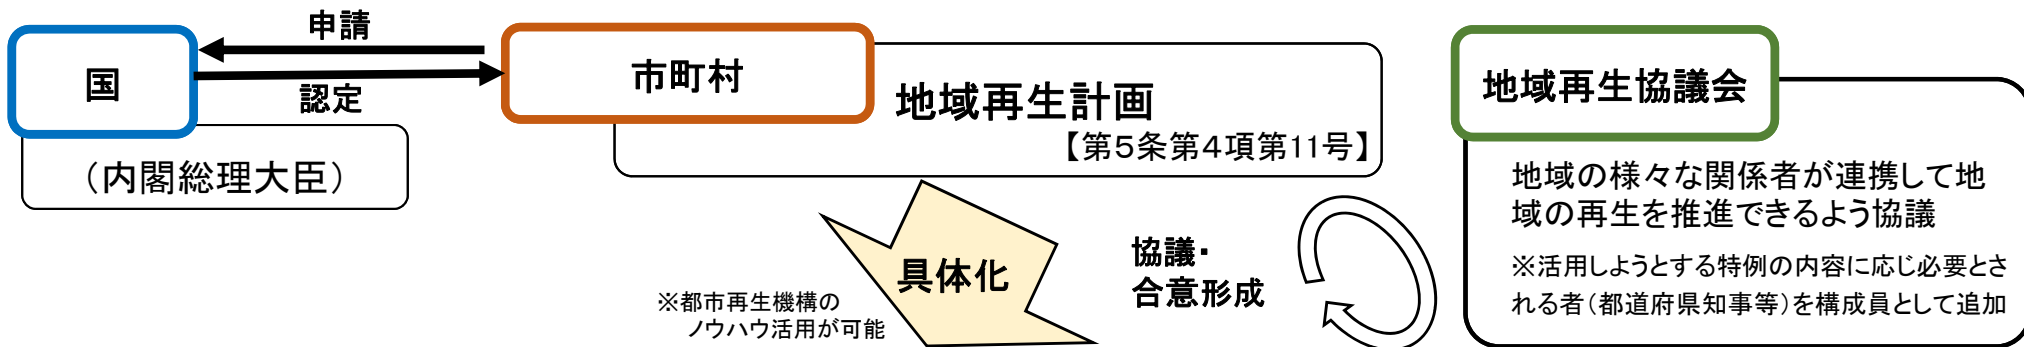 申請
国
認定
（内閣総理大臣）
市町村
地域再生計画
【第５条第４項第11号】
具体化
※都市再生機構の
ノウハウ活用が可能
協議・
合意形成
地域再生協議会
地域の様々な関係者が連携して地
域の再生を推進できるよう協議
※活用しようとする特例の内容に応じ必要とさ
れる者（都道府県知事等）を構成員として追加